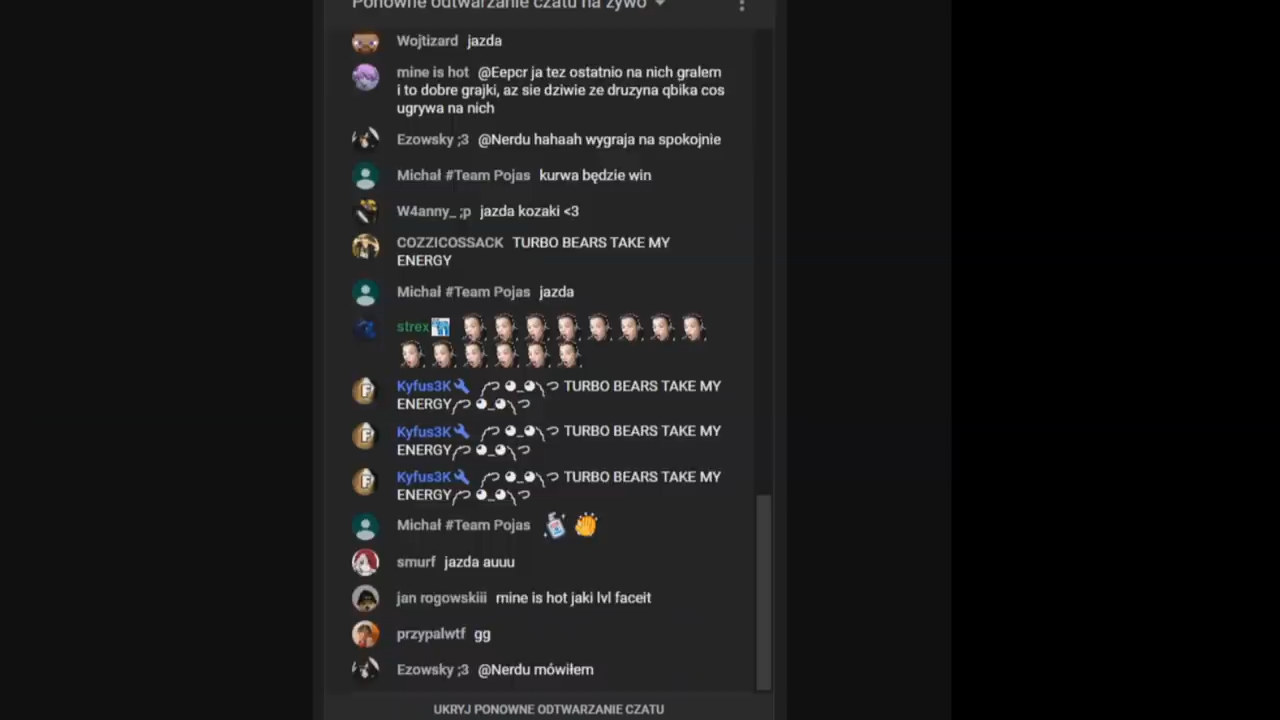 Ponowne odtwarzanie czatu na żywo
Wojtizard jazda
mine is hot @Eepcr ja tez ostatnio na nich gralem
i to dobre grajki, az sie dziwie ze druzyna qbika cos
ugrywa na nich
Ezowsky ;3 @Nerdu hahaah wygraja na spokojnie
Michał #Team Pojas kurwa będzie win
W4anny_ ;p jazda kozaki <3
COZZICOSSACK TURBO BEARS TAKE MY
ENERGY
Michał #Team Pojas jazda
strex
Kyfus3K ༼つ ◕_◕ ༽つ TURBO BEARS TAKE MY
ENERGY༼つ ◕_◕ ༽つ
Kyfus3K ༼つ ◕_◕ ༽つ TURBO BEARS TAKE MY
ENERGY༼つ ◕_◕ ༽つ
Kyfus3K ༼つ ◕_◕ ༽つ TURBO BEARS TAKE MY
ENERGY༼つ ◕_◕ ༽つ
Michał #Team Pojas
smurf jazda auuu
jan rogowskiii mine is hot jaki lvl faceit
przypalwtf gg
Ezowsky ;3 @Nerdu mówiłem
UKRYJ PONOWNE ODTWARZANIE CZATU